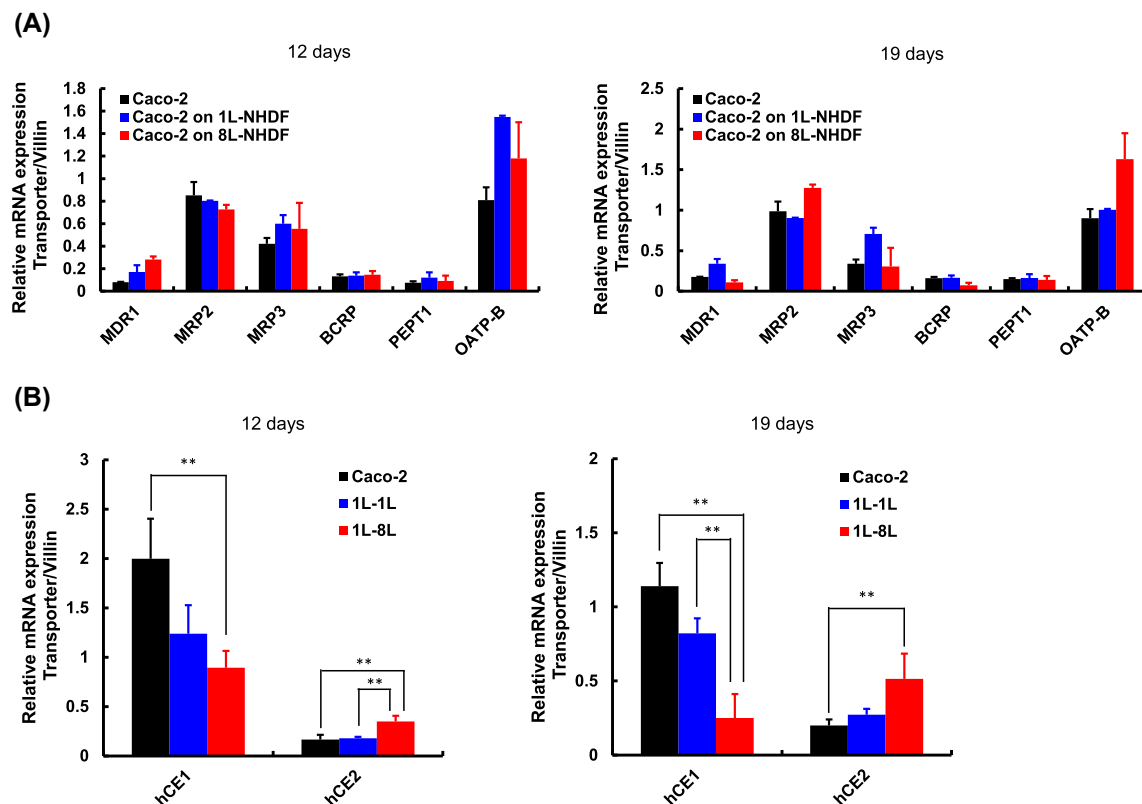 (A)
12 days
Relative mRNA expression
Transporter/Villin
1.8
1.6
1.4
1.2
1
0.8
0.6
0.4
0.2
0
Caco-2
Caco-2 on 1L-NHDF
Caco-2 on 8L-NHDF
MDR1
MRP2
MRP3
BCRP
PEPT1
OATP-B
19 days
Relative mRNA expression
Transporter/Villin
2.5
2
1.5
1
0.5
0
Caco-2
Caco-2 on 1L-NHDF
Caco-2 on 8L-NHDF
MDR1
MRP2
MRP3
BCRP
PEPT1
OATP-B
(B)
12 days
Relative mRNA expression
Transporter/Villin
3
2.5
2
1.5
1
0.5
0
**
**
**
Caco-2
1L-1L
1L-8L
hCE1
hCE2
19 days
Relative mRNA expression
Transporter/Villin
2
1.5
1
0.5
0
**
**
**
Caco-2
1L-1L
1L-8L
hCE1
hCE2